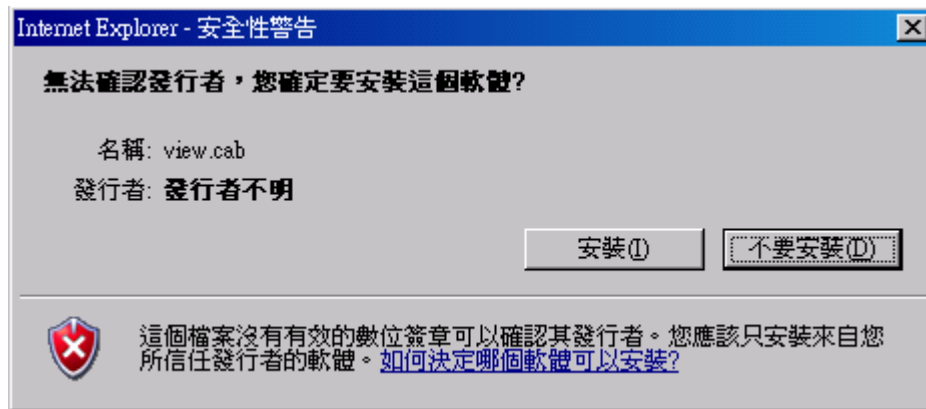 Internet Explorer - 安全性警告
無法確認發行者，您確定要安裝這個軟體?
名稱: view.cab
發行者: 發行者不明
安裝(I) 不要安裝(D)
這個檔案沒有有效的數位簽章可以確認其發行者。您應該只安裝來自您
所信任發行者的軟體。如何決定哪個軟體可以安裝?